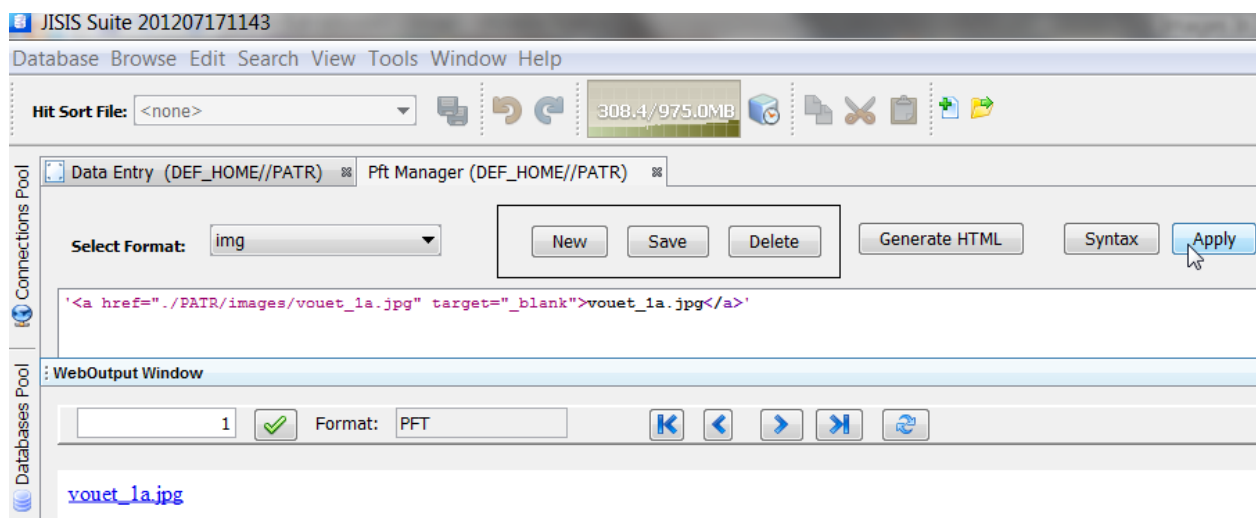 JISIS Suite 201207171143
Database Browse Edit Search View Tools Window Help
Hit Sort File: <none> 308.4/975.0MB
Connections Pool
Data Entry (DEF_HOME//PATR) Pft Manager (DEF_HOME//PATR)
Select Format: img New Save Delete Generate HTML Syntax Apply
'<a href="./PATR/images/vouet_1a.jpg" target="_blank">vouet_1a.jpg</a>'
Databases Pool
WebOutput Window
1 Format: PFT
vouet_1a.jpg